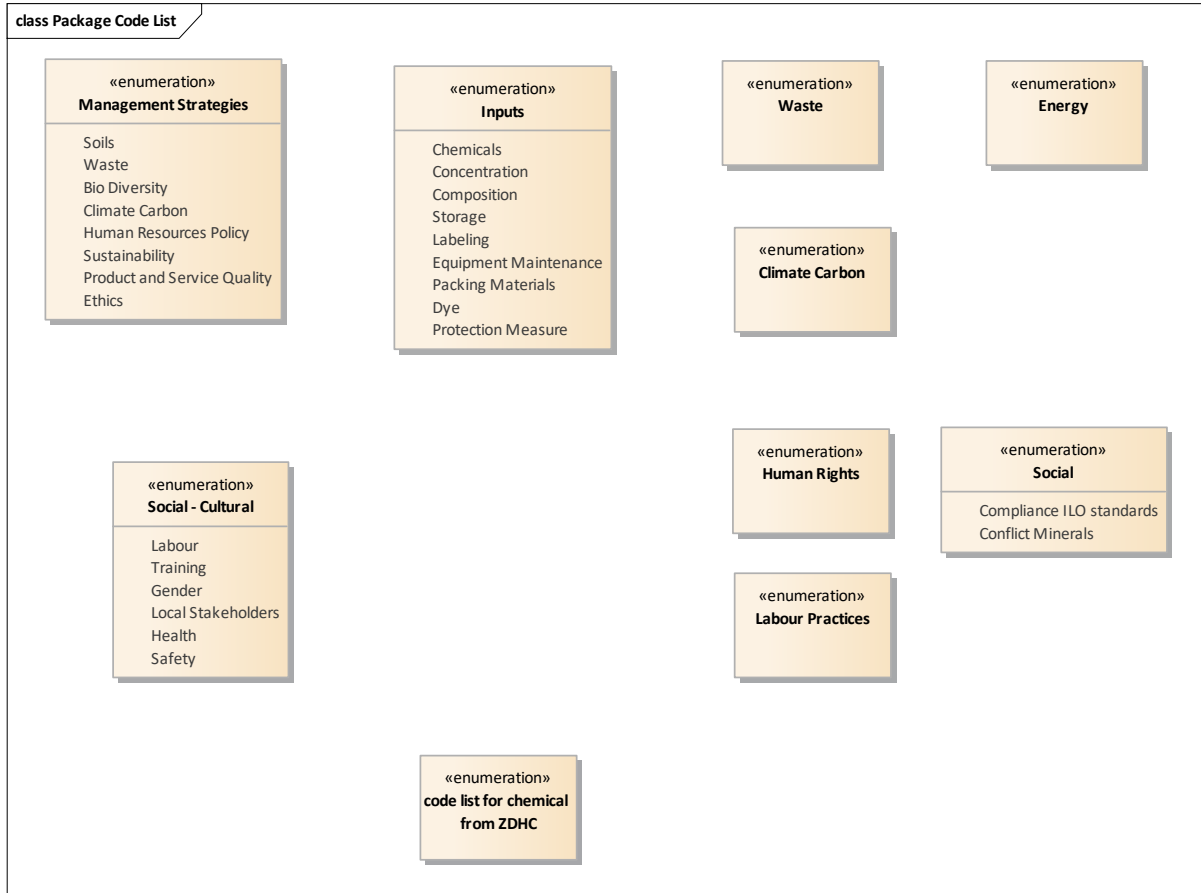 class Package Code List
«enumeration»
Management Strategies
Soils
Waste
Bio Diversity
Climate Carbon
Human Resources Policy
Sustainability
Product and Service Quality
Ethics
«enumeration»
Inputs
Chemicals
Concentration
Composition
Storage
Labeling
Equipment Maintenance
Packing Materials
Dye
Protection Measure
«enumeration»
Waste
«enumeration»
Energy
«enumeration»
Climate Carbon
«enumeration»
Social - Cultural
Labour
Training
Gender
Local Stakeholders
Health
Safety
«enumeration»
Human Rights
«enumeration»
Social
Compliance ILO standards
Conflict Minerals
«enumeration»
Labour Practices
«enumeration»
code list for chemical
from ZDHC